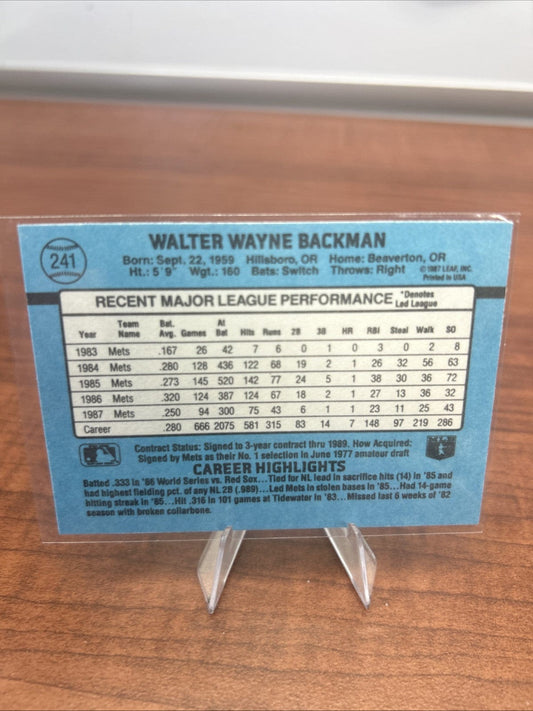 241
WALTER WAYNE BACKMAN
Born: Sept. 22, 1959 Hillsboro, OR Home: Beaverton, OR
Ht.: 5'9" Wgt.: 160 Bats: Switch Throws: Right
© 1987 LEAF, INC.
Printed in USA
RECENT MAJOR LEAGUE PERFORMANCE *Denotes Led League
Year Team Name Bat. Avg. Games At Bat Hits Runs 2B 3B HR RBI Steal Walk SO
1983 Mets .167 26 42 7 6 0 1 0 3 0 2 8
1984 Mets .280 128 436 122 68 19 2 1 26 32 56 63
1985 Mets .273 145 520 142 77 24 5 1 38 30 36 72
1986 Mets .320 124 387 124 67 18 2 1 27 13 36 32
1987 Mets .250 94 300 75 43 6 1 1 23 11 25 43
Career .280 666 2075 581 315 83 14 7 148 97 219 286
Contract Status: Signed to 3-year contract thru 1989. How Acquired:
Signed by Mets as their No. 1 selection in June 1977 amateur draft
CAREER HIGHLIGHTS
Batted .333 in '86 World Series vs. Red Sox...Tied for NL lead in sacrifice hits (14) in '85 and
had highest fielding pct. of any NL 2B (.989)...Led Mets in stolen bases in '85...Had 14-game
hitting streak in '85...Hit .316 in 101 games at Tidewater in '83...Missed last 6 weeks of '82
season with broken collarbone.